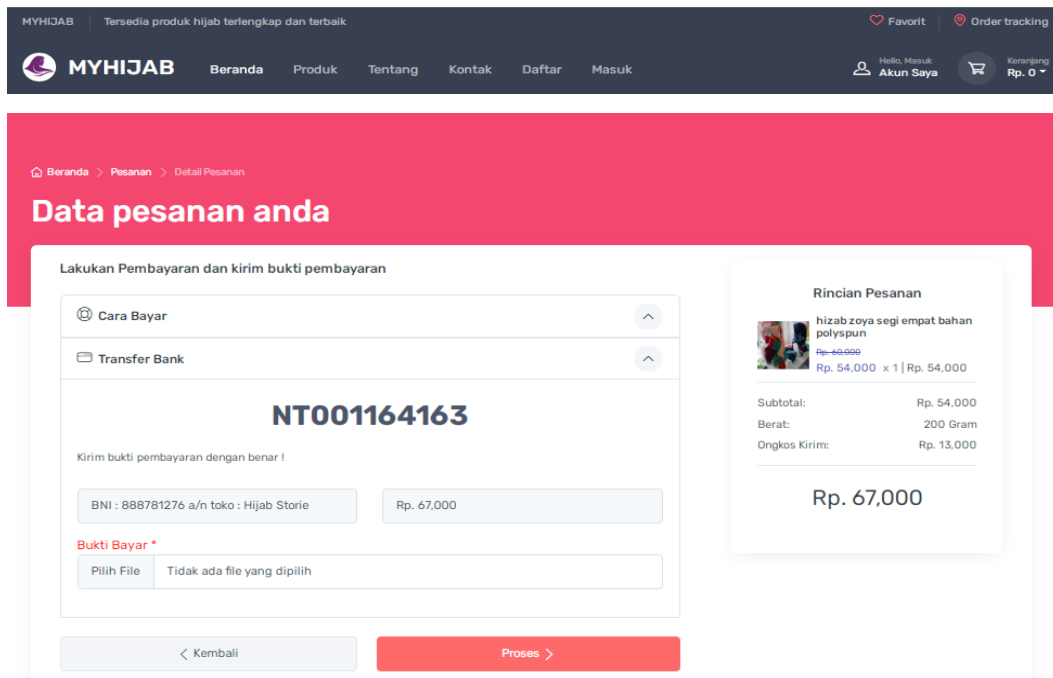 MYHIJAB Tersedia produk hijab terlengkap dan terbaik Favorit Order tracking
MYHIJAB Beranda Produk Tentang Kontak Daftar Masuk Hello, Masuk Akun Saya Keranjang Rp. 0
Beranda > Pesanan > Detail Pesanan
Data pesanan anda
Lakukan Pembayaran dan kirim bukti pembayaran
Cara Bayar
Transfer Bank
NT001164163
Kirim bukti pembayaran dengan benar !
BNI : 888781276 a/n toko : Hijab Storie Rp. 67,000
Bukti Bayar *
Pilih File Tidak ada file yang dipilih
< Kembali Proses >
Rincian Pesanan
hizab zoya segi empat bahan
polyspun
Rp. 60,000
Rp. 54,000 x 1 | Rp. 54,000
Subtotal: Rp. 54,000
Berat: 200 Gram
Ongkos Kirim: Rp. 13,000
Rp. 67,000